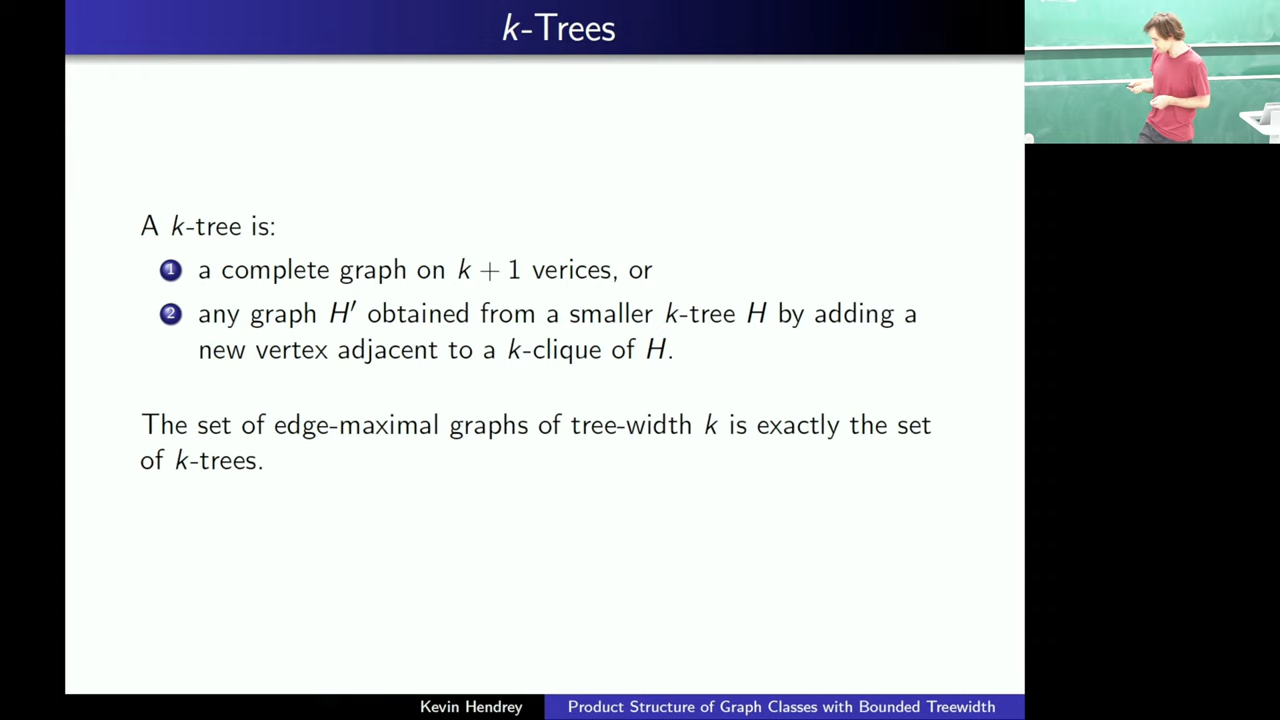 k-Trees
A k-tree is:
1 a complete graph on k + 1 verices, or
2 any graph H′ obtained from a smaller k-tree H by adding a
new vertex adjacent to a k-clique of H.
The set of edge-maximal graphs of tree-width k is exactly the set
of k-trees.
Kevin Hendrey
Product Structure of Graph Classes with Bounded Treewidth